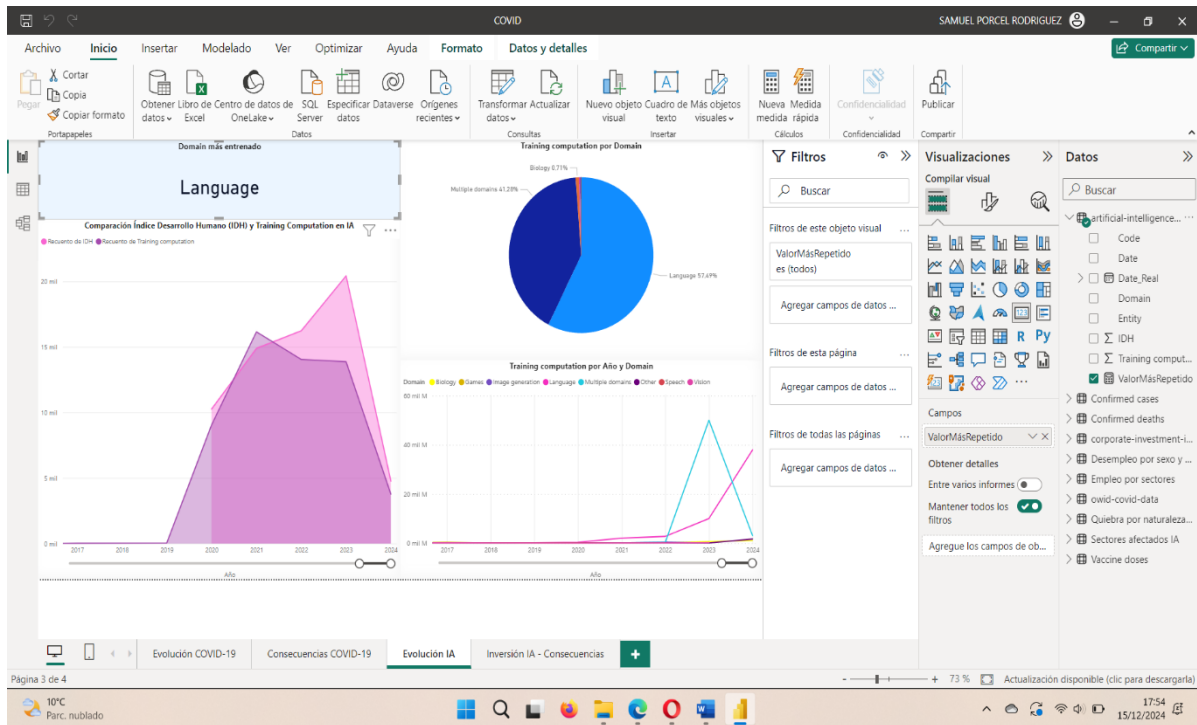 COVID
SAMUEL PORCEL RODRIGUEZ
Archivo Inicio Insertar Modelado Ver Optimizar Ayuda Formato Datos y detalles
Compartir
Pegar
Cortar
Copia
Copiar formato
Portapapeles
Obtener datos
Libro de Excel
Centro de datos de OneLake
SQL Server
Especificar datos
Dataverse
Orígenes recientes
Datos
Transformar datos
Actualizar
Consultas
Nuevo objeto visual
Cuadro de texto
Más objetos visuales
Insertar
Nueva medida
Medida rápida
Cálculos
Confidencialidad
Confidencialidad
Publicar
Compartir
Domain más entrenado
Language
Comparación Índice Desarrollo Humano (IDH) y Training Computation en IA
Recuento de IDH Recuento de Training computation
20 mil
15 mil
10 mil
5 mil
0 mil
2017 2018 2019 2020 2021 2022 2023 2024
Año
Training computation por Domain
Biology 0.71%
Multiple domains 41.28%
Language 57.49%
Training computation por Año y Domain
Domain Biology Games Image generation Language Multiple domains Other Speech Vision
60 mil M
40 mil M
20 mil M
0 mil M
2017 2018 2019 2020 2021 2022 2023 2024
Año
Filtros
Buscar
Filtros de este objeto visual ...
ValorMásRepetido
es (todos)
Agregar campos de datos ...
Filtros de esta página ...
Agregar campos de datos ...
Filtros de todas las páginas ...
Agregar campos de datos ...
Visualizaciones
Compilar visual
123
R Py
...
Campos
ValorMásRepetido
Obtener detalles
Entre varios informes
Mantener todos los
filtros
Agregue los campos de ob...
Datos
Buscar
artificial-intelligence... ...
Code
Date
Date_Real
Domain
Entity
Σ IDH
Σ Training comput...
ValorMásRepetido
Confirmed cases
Confirmed deaths
corporate-investment-i...
Desempleo por sexo y ...
Empleo por sectores
owid-covid-data
Quiebra por naturaleza...
Sectores afectados IA
Vaccine doses
Evolución COVID-19 Consecuencias COVID-19 Evolución IA Inversión IA - Consecuencias +
Página 3 de 4
- + 73 % Actualización disponible (clic para descargarla)
10°C
Parc. nublado
17:54
15/12/2024